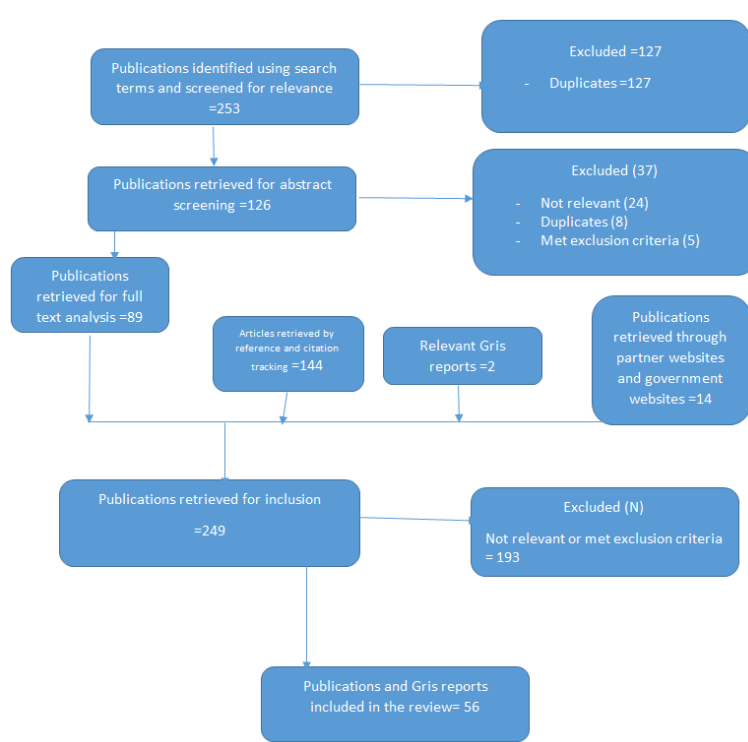 Publications identified using search
terms and screened for relevance
=253
Excluded =127
- Duplicates =127
Publications retrieved for abstract
screening =126
Excluded (37)
- Not relevant (24)
- Duplicates (8)
- Met exclusion criteria (5)
Publications
retrieved for full
text analysis =89
Articles retrieved by
reference and citation
tracking =144
Relevant Gris
reports =2
Publications
retrieved through
partner websites
and government
websites =14
Publications retrieved for inclusion
=249
Excluded (N)
Not relevant or met exclusion criteria
= 193
Publications and Gris reports
included in the review= 56